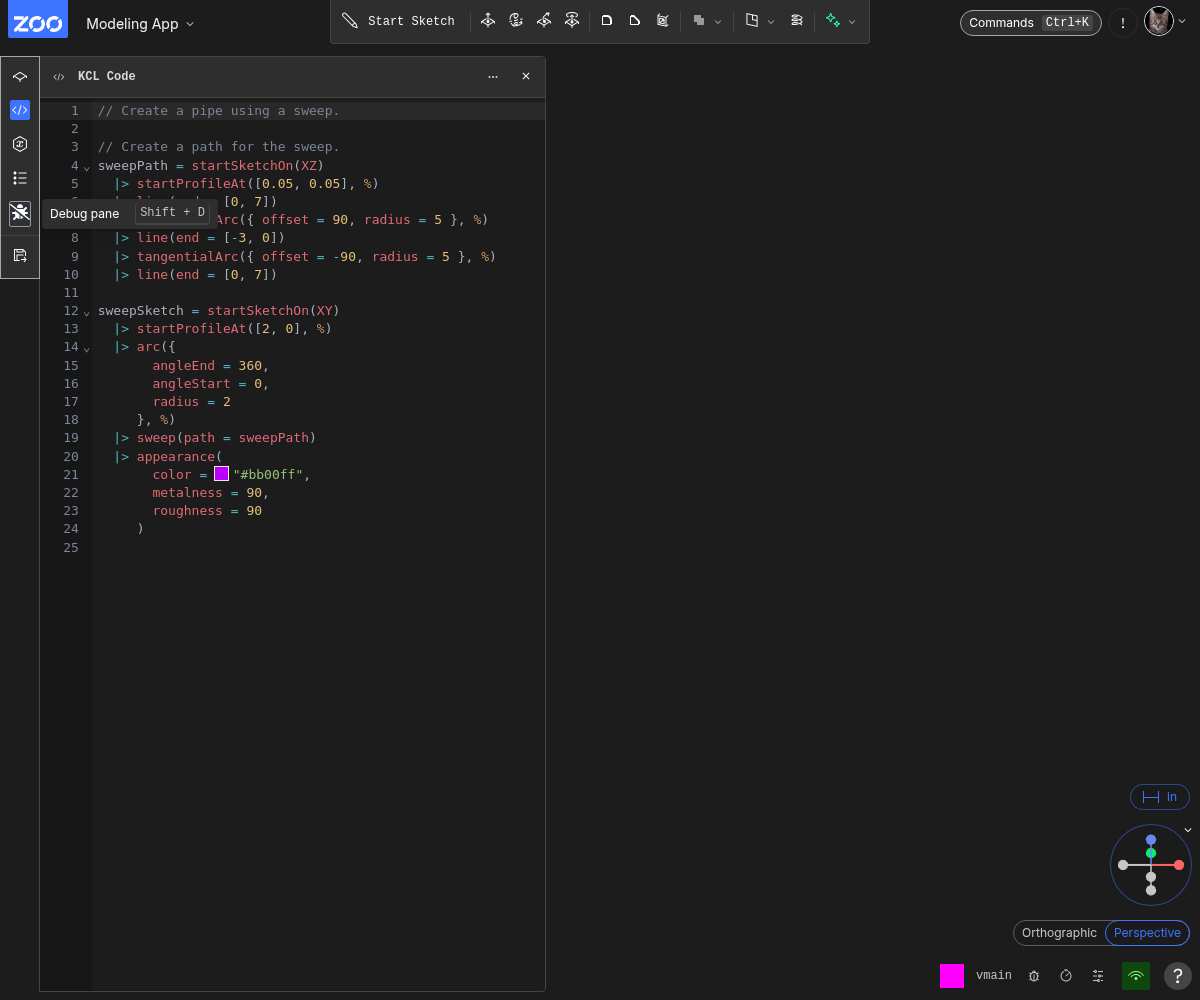 ZOO Modeling App Start Sketch Commands Ctrl+K !
KCL Code
1 // Create a pipe using a sweep.
2
3 // Create a path for the sweep.
4 sweepPath = startSketchOn(XZ)
5 |> startProfileAt([0.05, 0.05], %)
[0, 7])
Debug pane Shift + D
Arc({ offset = 90, radius = 5 }, %)
8 |> line(end = [-3, 0])
9 |> tangentialArc({ offset = -90, radius = 5 }, %)
10 |> line(end = [0, 7])
11
12 sweepSketch = startSketchOn(XY)
13 |> startProfileAt([2, 0], %)
14 |> arc({
15 angleEnd = 360,
16 angleStart = 0,
17 radius = 2
18 }, %)
19 |> sweep(path = sweepPath)
20 |> appearance(
21 color = "#bb00ff",
22 metalness = 90,
23 roughness = 90
24 )
25
in
Orthographic Perspective
vmain ?